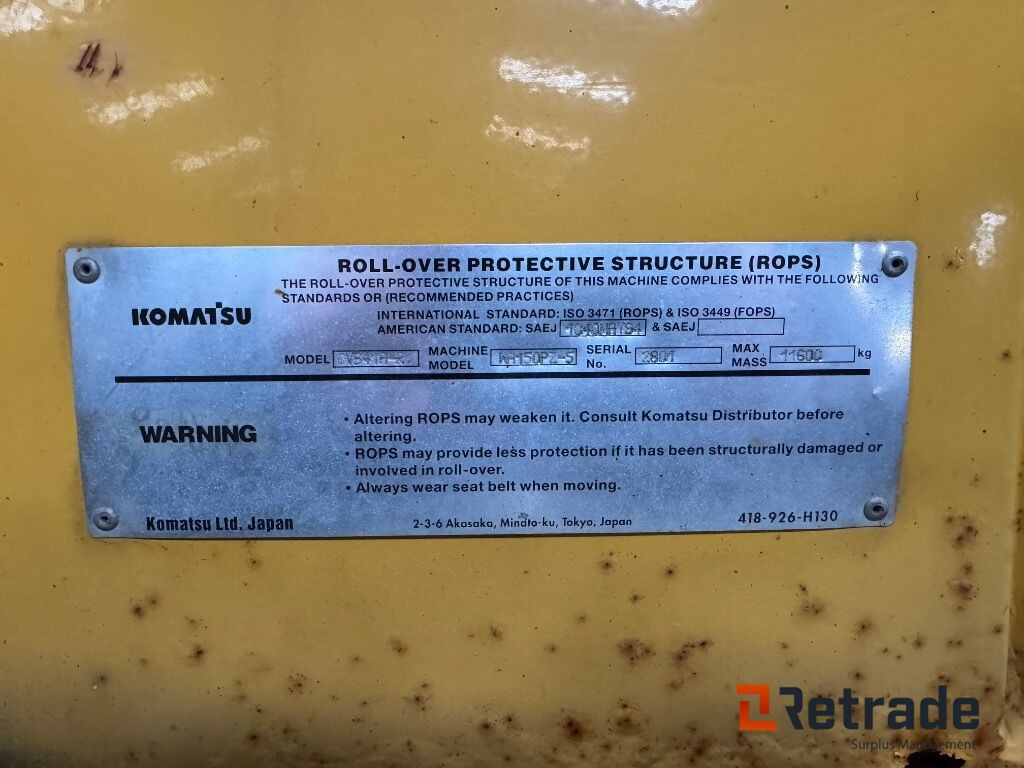 ROLL-OVER PROTECTIVE STRUCTURE (ROPS)
THE ROLL-OVER PROTECTIVE STRUCTURE OF THIS MACHINE COMPLIES WITH THE FOLLOWING
STANDARDS OR (RECOMMENDED PRACTICES)
KOMATSU
INTERNATIONAL STANDARD: ISO 3471 (ROPS) & ISO 3449 (FOPS)
AMERICAN STANDARD: SAEJ & SAEJ
MODEL MACHINE MODEL WA150PZ-5 SERIAL No. 2801 MAX MASS 11600 kg
WARNING
• Altering ROPS may weaken it. Consult Komatsu Distributor before
altering.
• ROPS may provide less protection if it has been structurally damaged or
involved in roll-over.
• Always wear seat belt when moving.
Komatsu Ltd. Japan
2-3-6 Akasaka, Minato-ku, Tokyo, Japan
418-926-H130
Retrade
Surplus Management